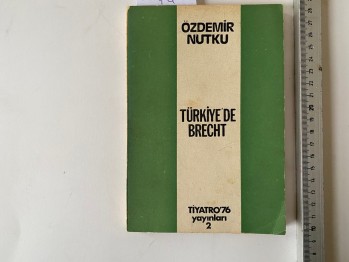 ÖZDEMİR
NUTKU
TÜRKİYE'DE
BRECHT
TİYATRO'76
yayınları
2